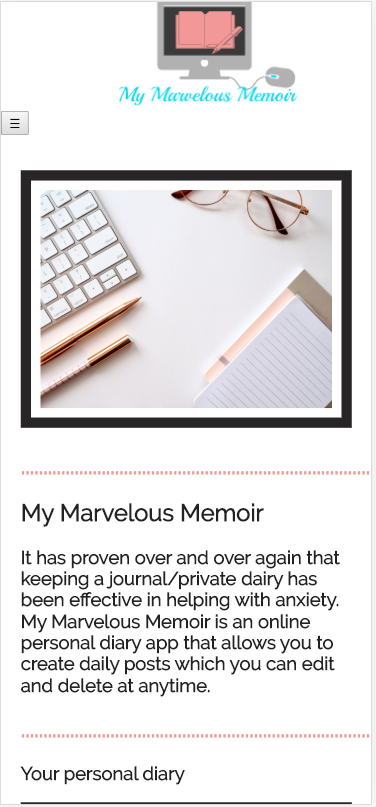 My Marvelous Memoir
☰
My Marvelous Memoir
It has proven over and over again that
keeping a journal/private dairy has
been effective in helping with anxiety.
My Marvelous Memoir is an online
personal diary app that allows you to
create daily posts which you can edit
and delete at anytime.
Your personal diary